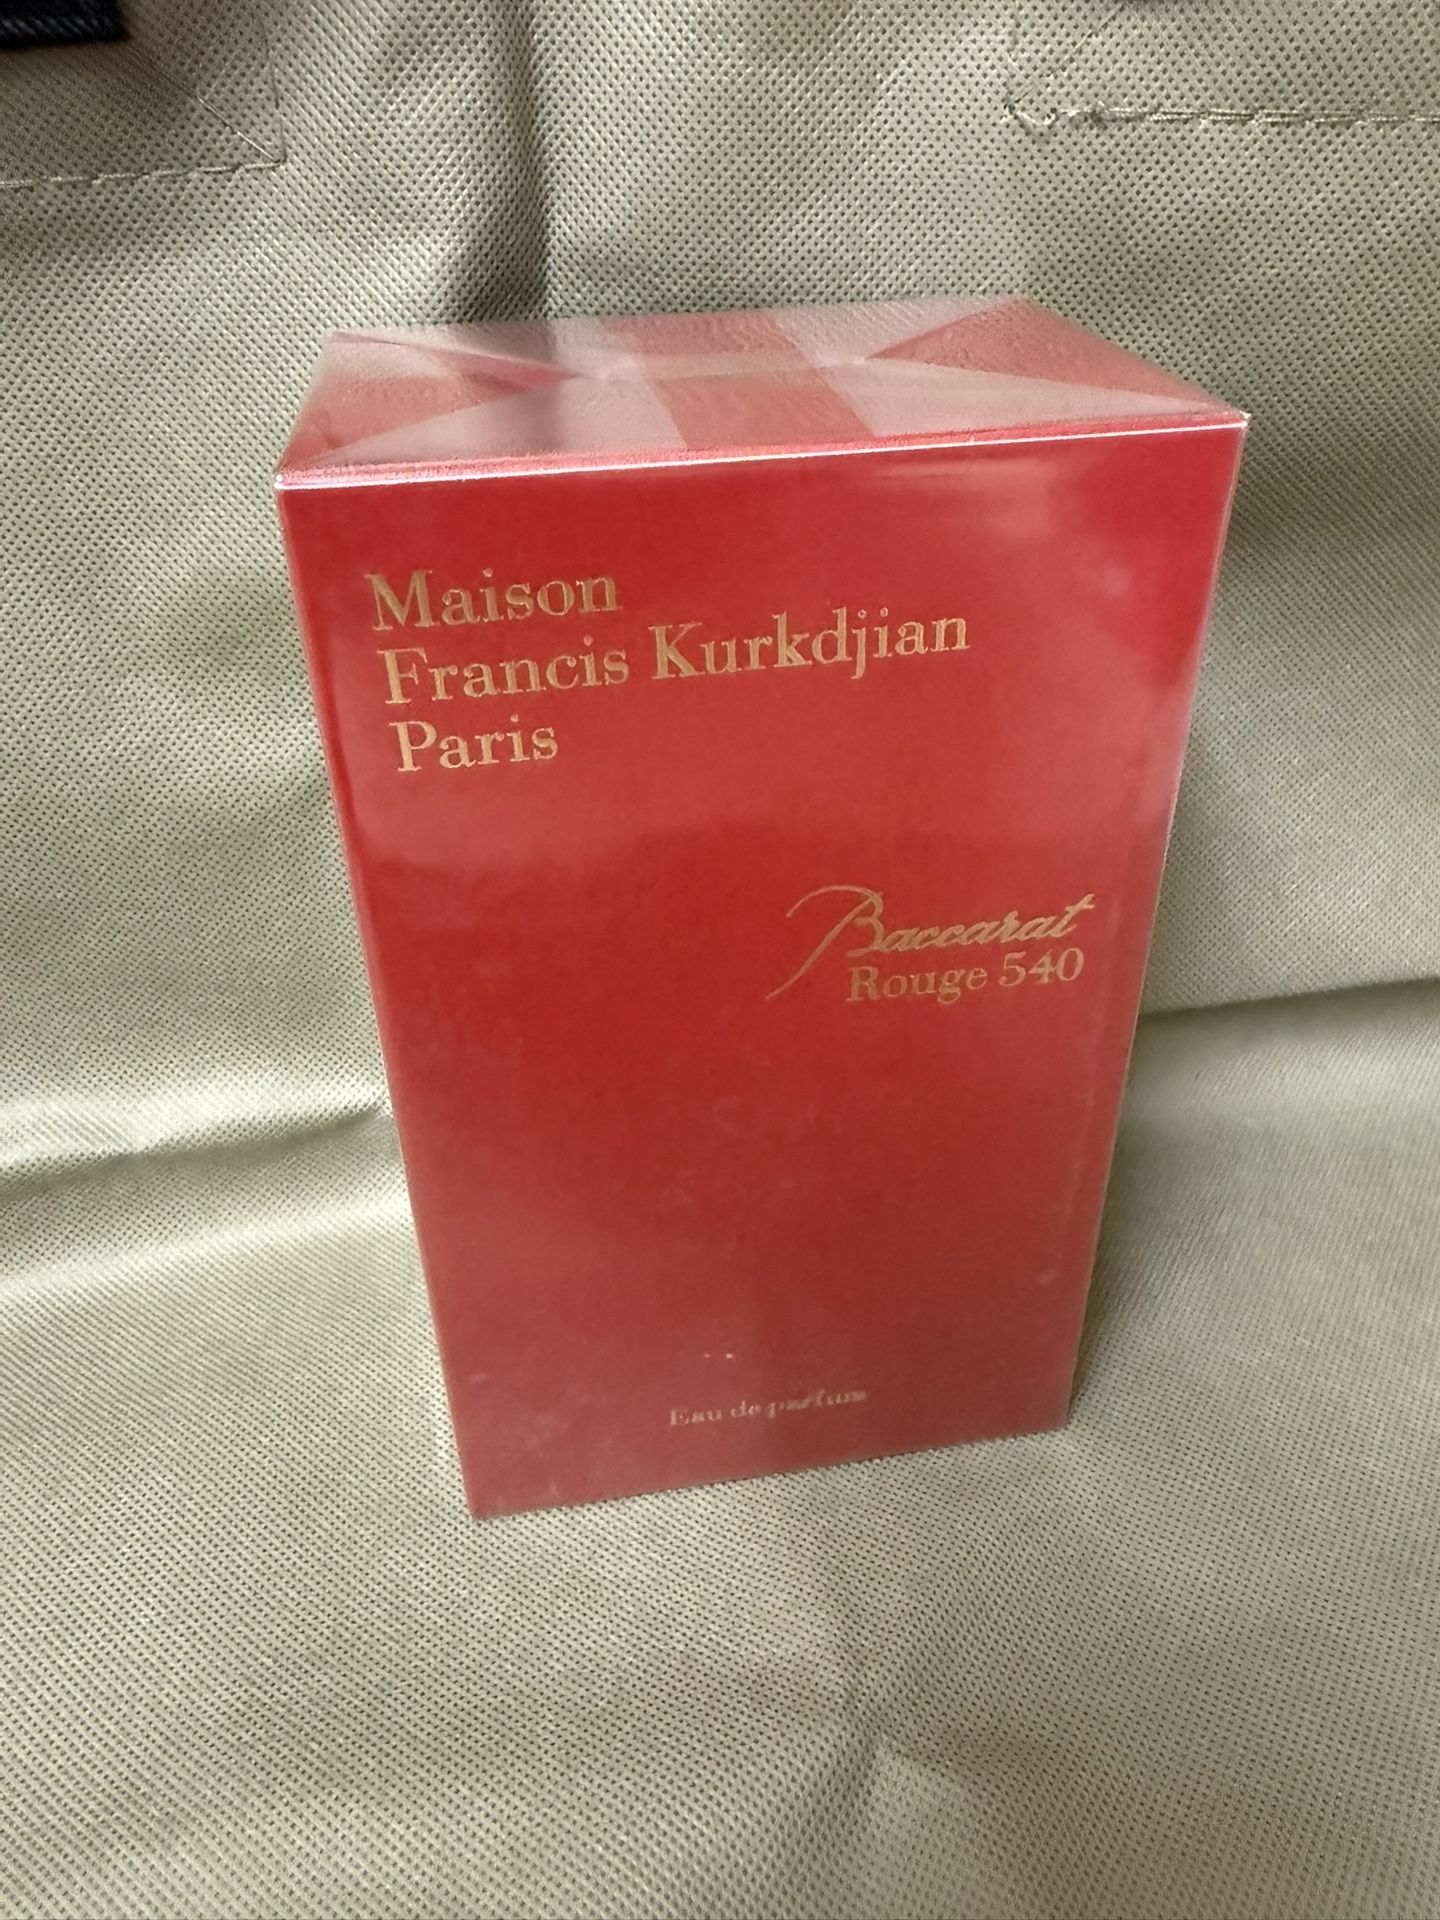 Maison
Francis Kurkdjian
Paris
Baccarat
Rouge 540
Eau de parfum